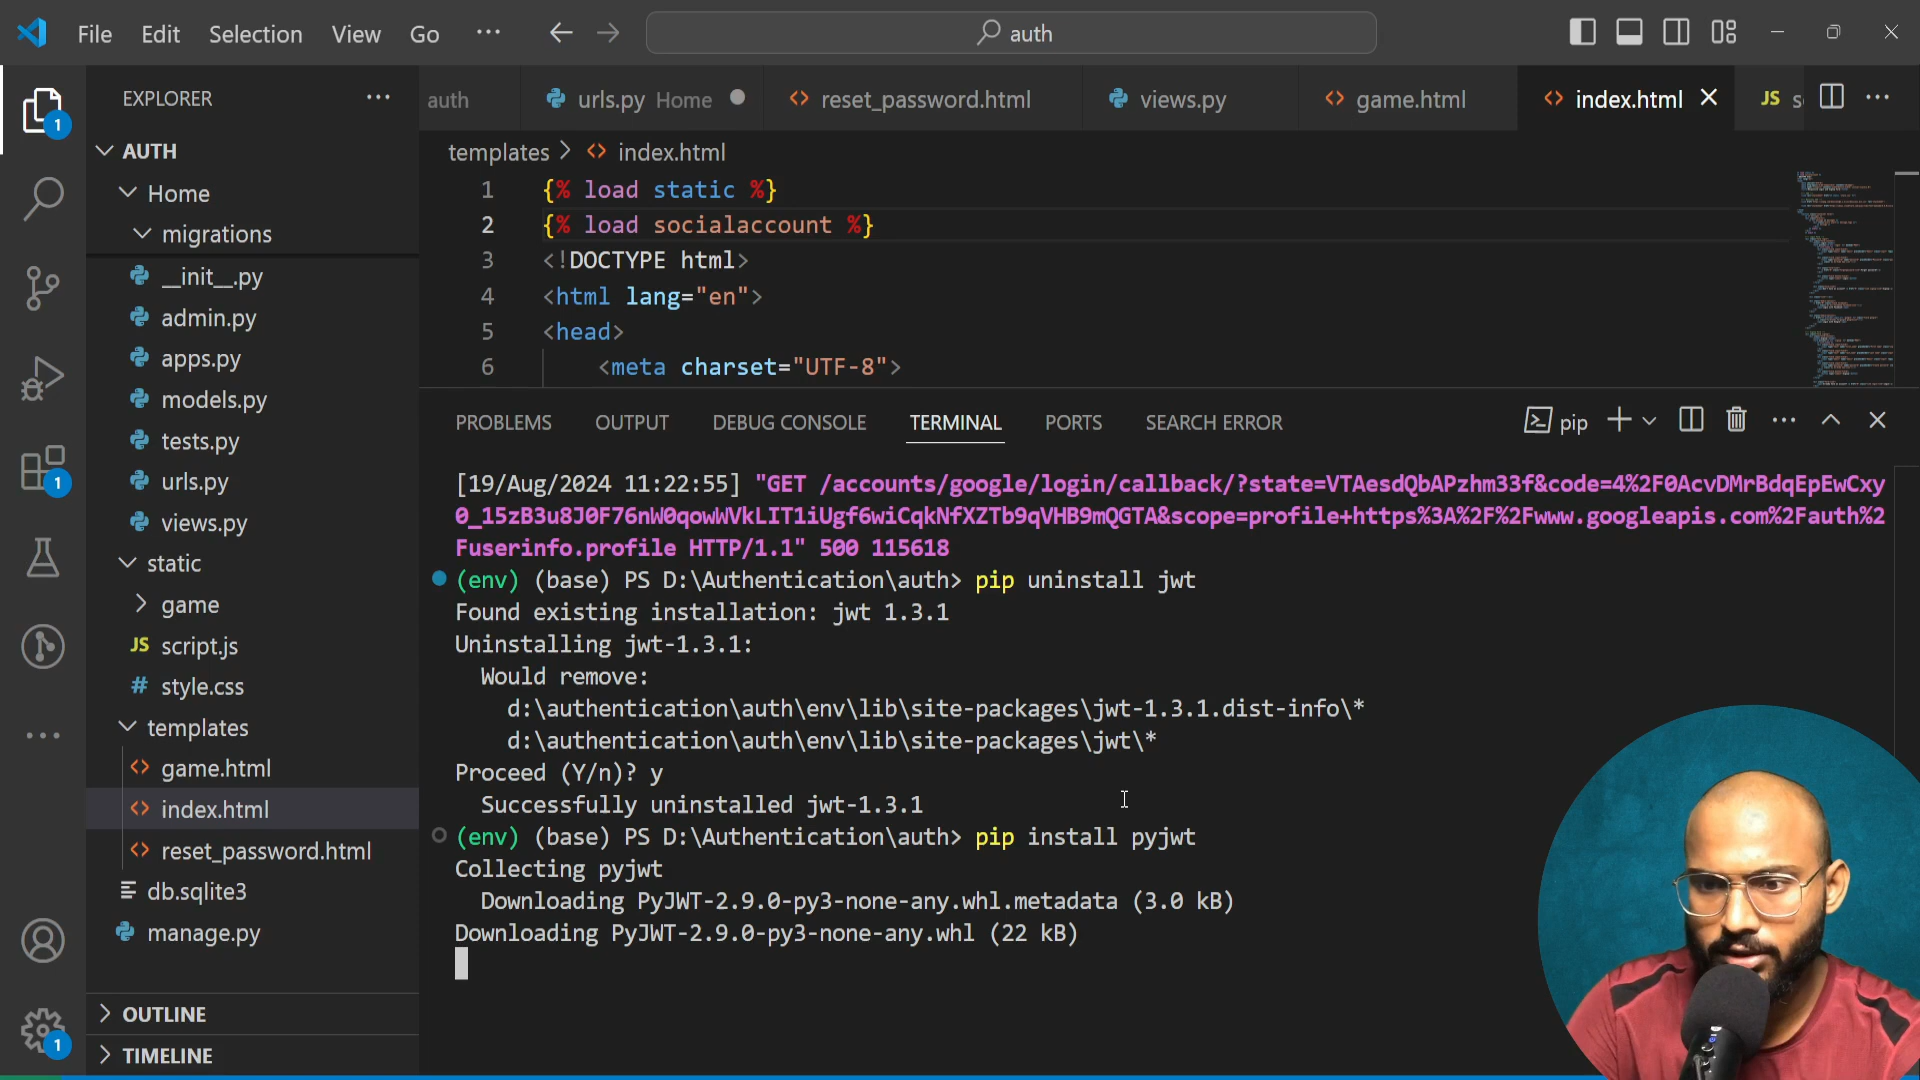 File Edit Selection View Go ··· auth
EXPLORER ···
auth urls.py Home reset_password.html views.py game.html index.html JS ···
AUTH
Home
migrations
__init__.py
admin.py
apps.py
models.py
tests.py
urls.py
views.py
static
game
JS script.js
# style.css
templates
game.html
index.html
reset_password.html
db.sqlite3
manage.py
OUTLINE
TIMELINE
1
1
1
templates > index.html
1 {% load static %}
2 {% load socialaccount %}
3 <!DOCTYPE html>
4 <html lang="en">
5 <head>
6 <meta charset="UTF-8">
PROBLEMS OUTPUT DEBUG CONSOLE TERMINAL PORTS SEARCH ERROR pip
[19/Aug/2024 11:22:55] "GET /accounts/google/login/callback/?state=VTAesdQbAPzhm33f&code=4%2F0AcvDMrBdqEpEwCxy
0_15zB3u8J0F76nW0qowWVkLIT1iUgf6wiCqkNfXZTb9qVHB9mQGTA&scope=profile+https%3A%2F%2Fwww.googleapis.com%2Fauth%2
Fuserinfo.profile HTTP/1.1" 500 115618
(env) (base) PS D:\Authentication\auth> pip uninstall jwt
Found existing installation: jwt 1.3.1
Uninstalling jwt-1.3.1:
Would remove:
d:\authentication\auth\env\lib\site-packages\jwt-1.3.1.dist-info\*
d:\authentication\auth\env\lib\site-packages\jwt\*
Proceed (Y/n)? y
Successfully uninstalled jwt-1.3.1
(env) (base) PS D:\Authentication\auth> pip install pyjwt
Collecting pyjwt
Downloading PyJWT-2.9.0-py3-none-any.whl.metadata (3.0 kB)
Downloading PyJWT-2.9.0-py3-none-any.whl (22 kB)